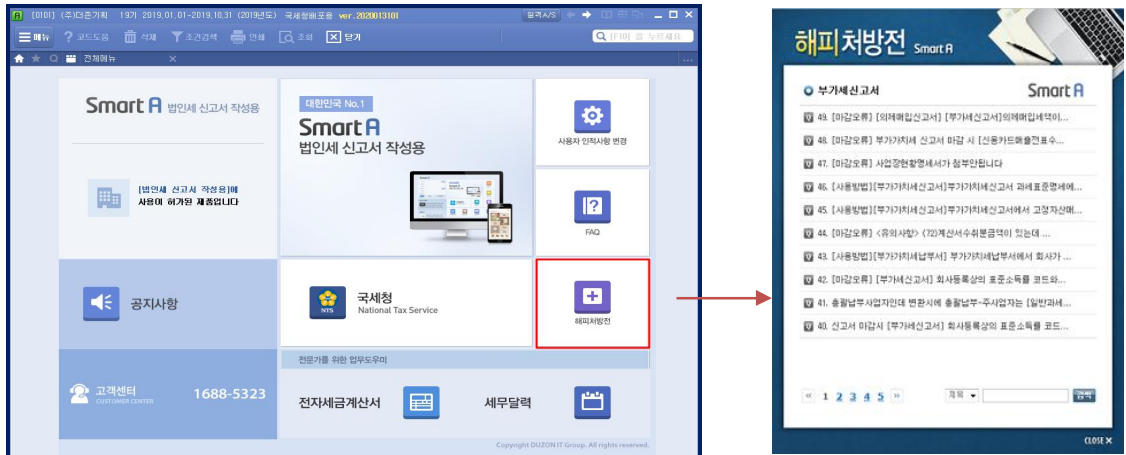 [0101] (주)더존기획 19기 2019.01.01~2019.10.31 (2019년도) 국세청배포용 ver.2020013101
원격A/S
메뉴 ? 코드도움 삭제 조건검색 인쇄 조회 닫기
[F10] 을 누르세요
전체메뉴
Smart A 법인세 신고서 작성용
[법인세 신고서 작성용]에
사용이 허가된 제품입니다
대한민국 No.1
Smart A
법인세 신고서 작성용
사용자 인적사항 변경
FAQ
공지사항
국세청
National Tax Service
NTS
해피처방전
고객센터
CUSTOMER CENTER
1688-5323
전문가를 위한 업무도우미
전자세금계산서
세무달력
Copyright DUZON IT Group. All rights reserved.
해피처방전 Smart A
부가세신고서 Smart A
49. [마감오류] [의제매입신고서] [부가세신고서]의제매입세액이...
48. [마감오류] 부가가치세 신고서 마감 시 [신용카드매출전표수...
47. [마감오류] 사업장현황명세서가 첨부안됩니다
46. [사용방법][부가가치세신고서]부가가치세신고서 과세표준명세에...
45. [사용방법][부가가치세신고서]부가가치세신고서에서 고정자산매...
44. [마감오류] <유의사항> (72)계산서수취분금액이 있는데 ...
43. [사용방법][부가가치세납부서] 부가가치세납부서에서 회사가 ...
42. [마감오류] [부가세신고서] 회사등록상의 표준소득률 코드와...
41. 총괄납부사업자인데 변환시에 총괄납부-주사업자는 [일반과세...
40. 신고서 마감시 [부가세신고서] 회사등록상의 표준소득률 코드...
« 1 2 3 4 5 » 제목 검색
CLOSE X